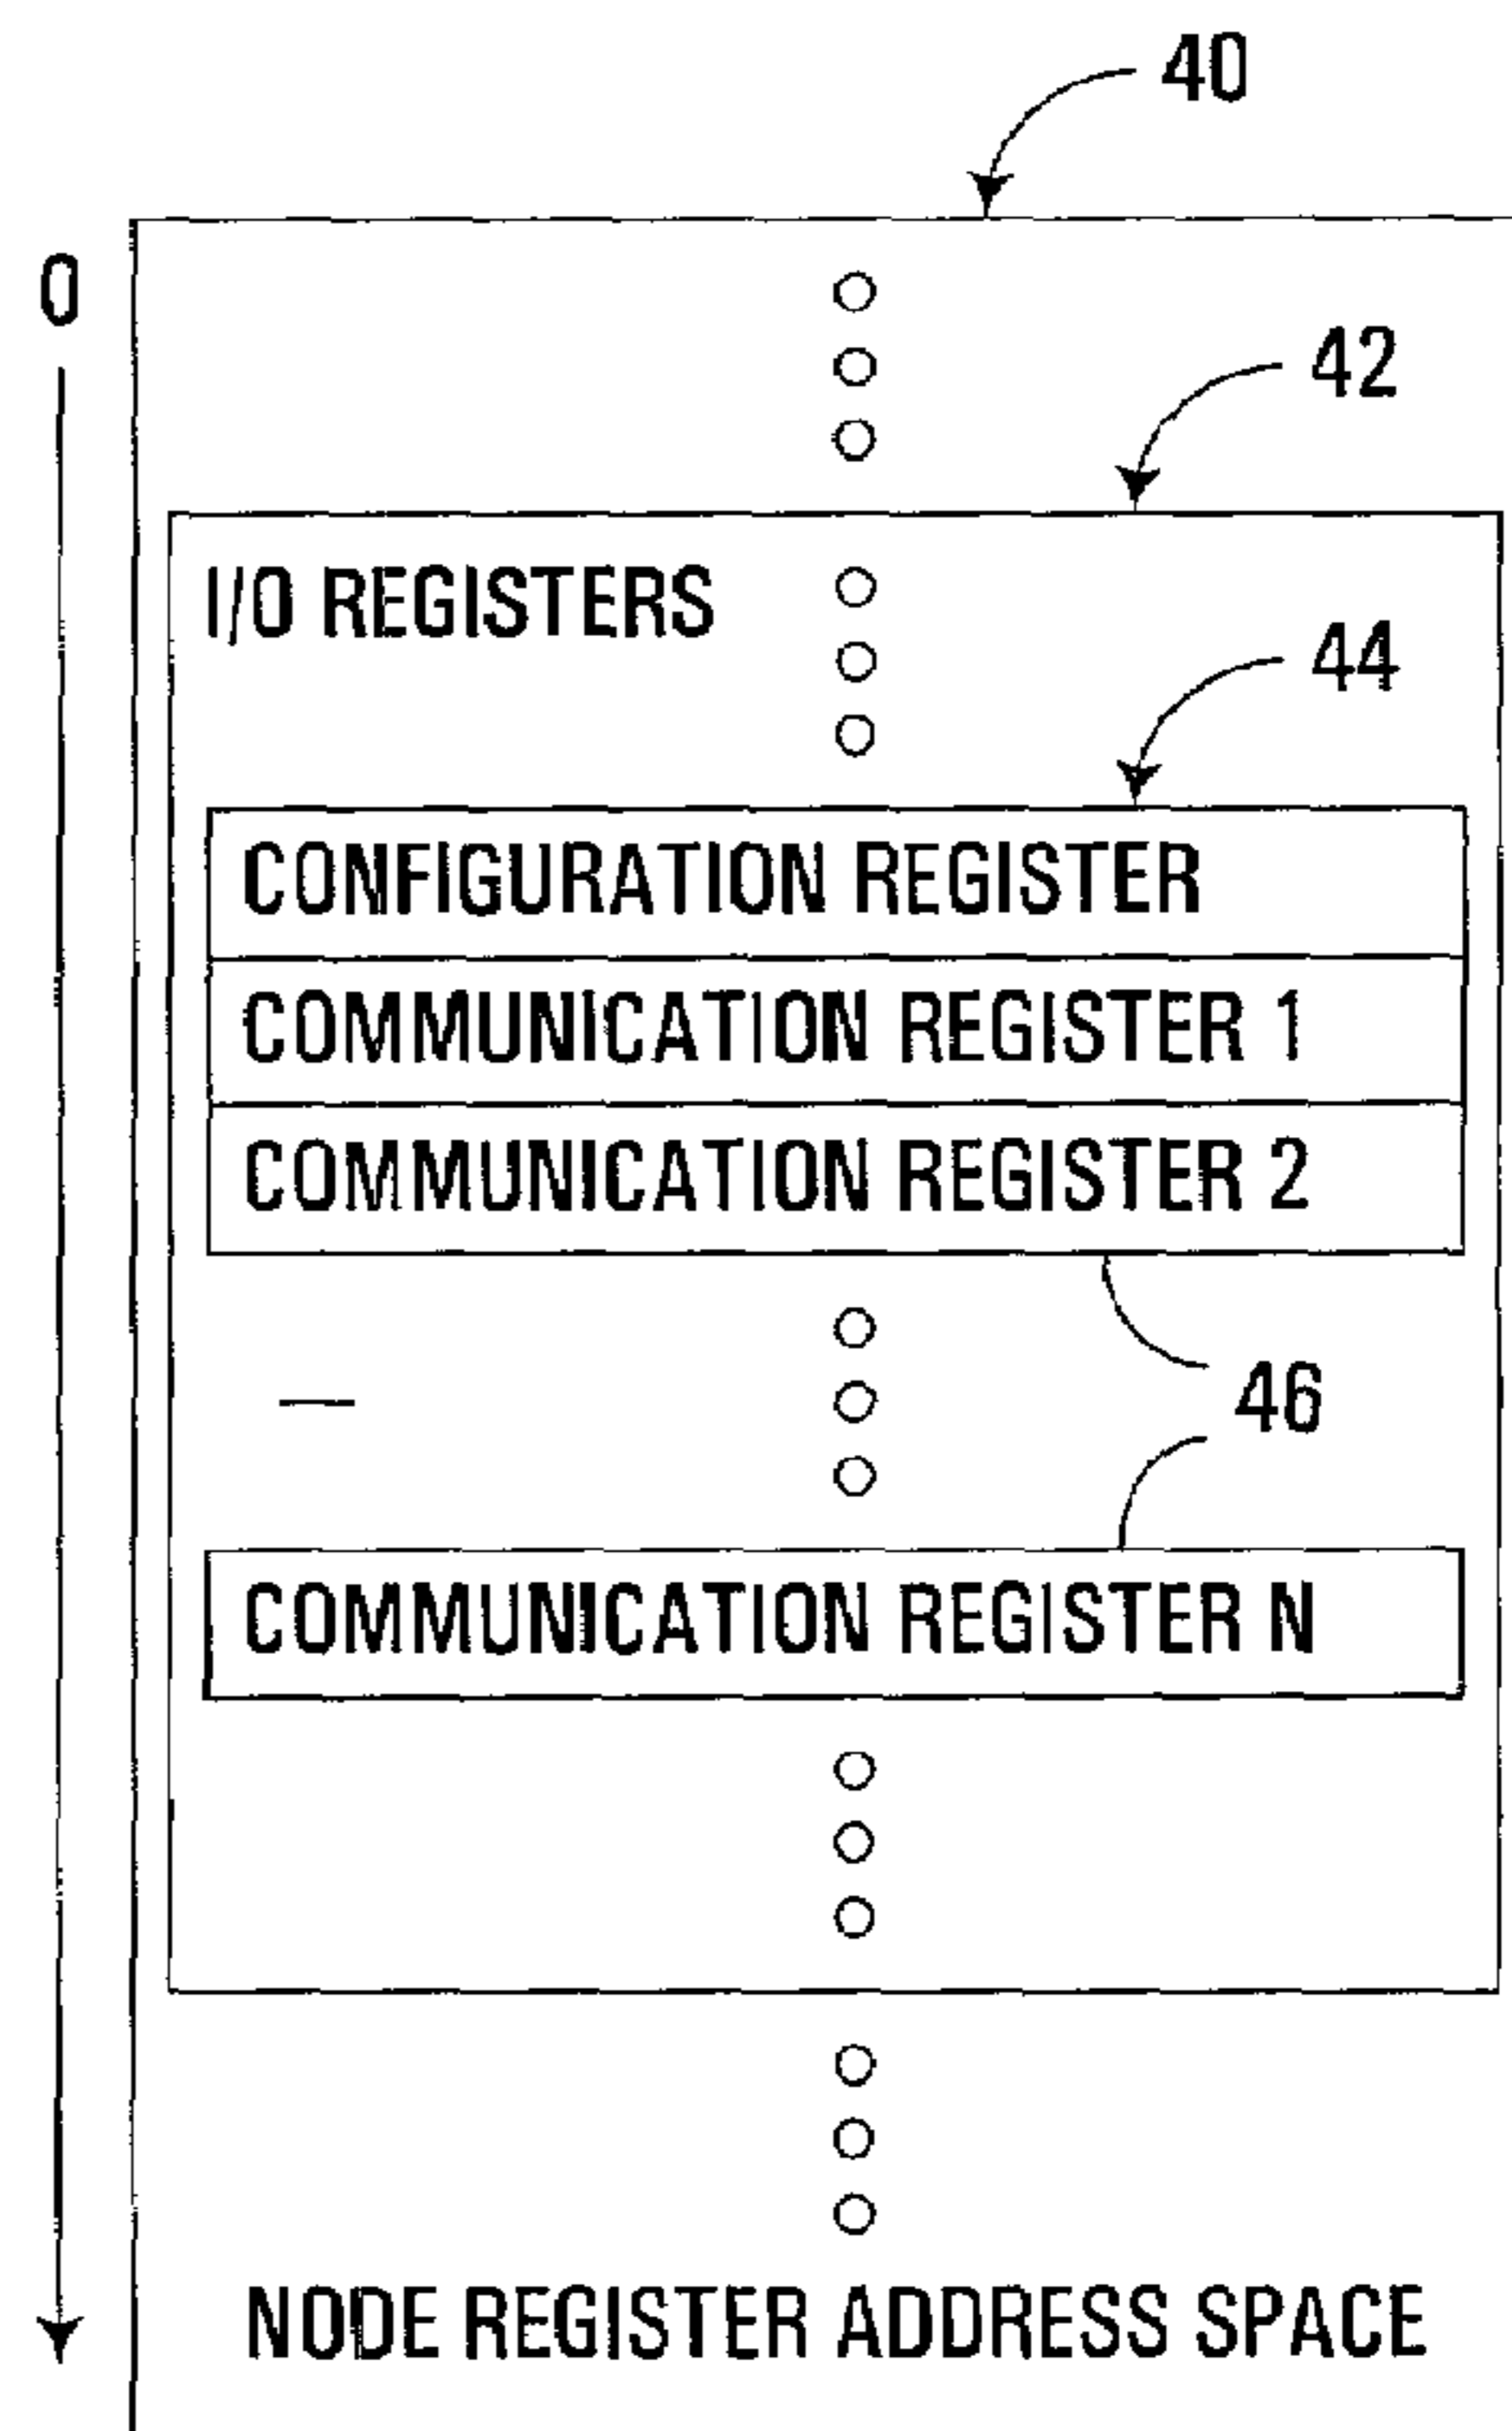 40
0
42
I/O REGISTERS
44
CONFIGURATION REGISTER
COMMUNICATION REGISTER 1
COMMUNICATION REGISTER 2
46
COMMUNICATION REGISTER N
NODE REGISTER ADDRESS SPACE